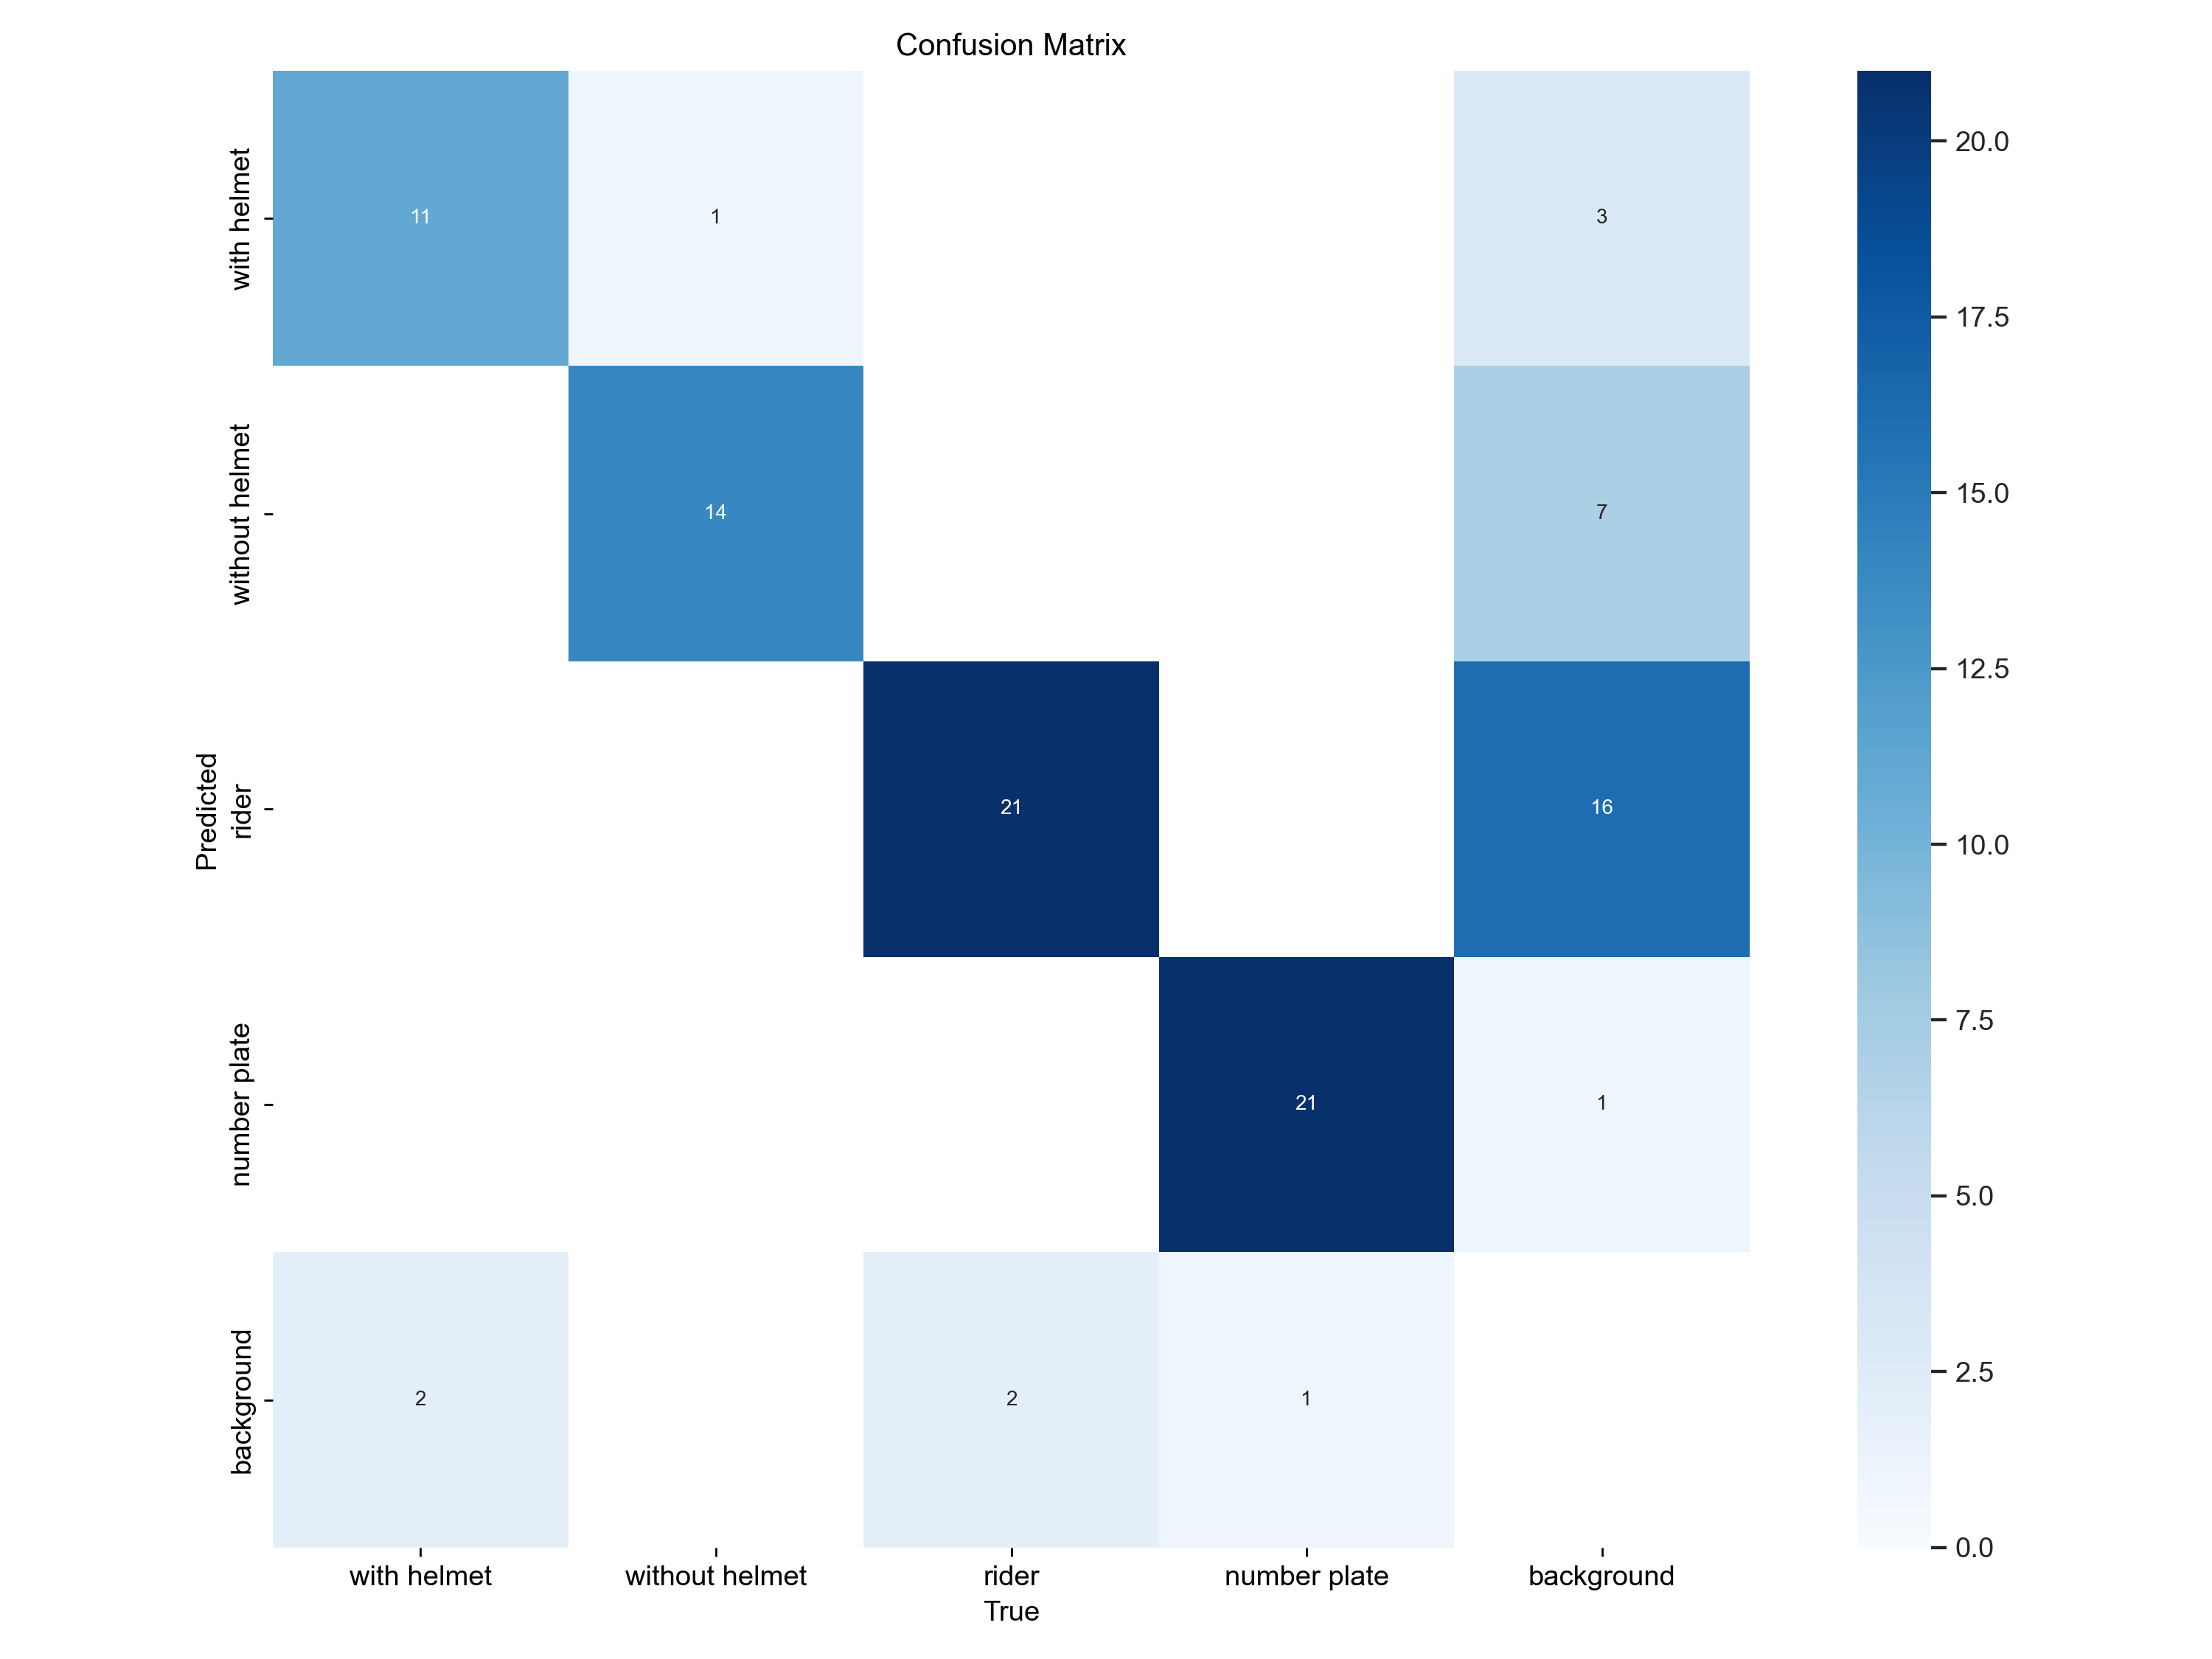 Confusion Matrix
with helmet
11
1
3
without helmet
14
7
Predicted
rider
21
16
number plate
21
1
background
2
2
1
with helmet
without helmet
rider
number plate
background
True
20.0
17.5
15.0
12.5
10.0
7.5
5.0
2.5
0.0